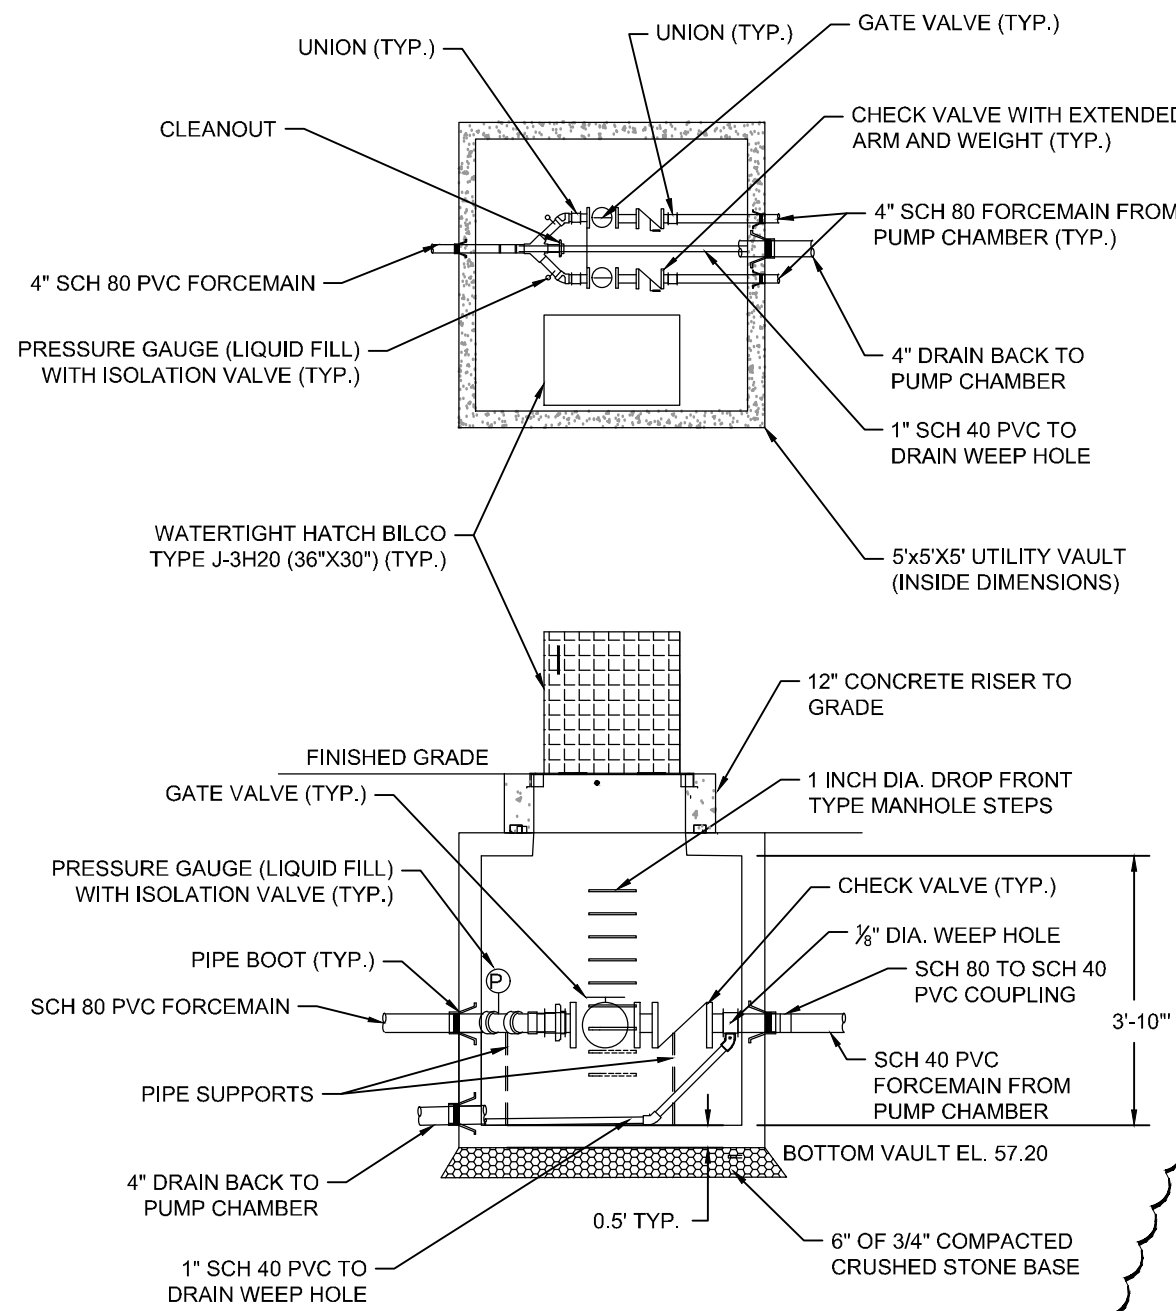 GATE VALVE (TYP.)
UNION (TYP.)
UNION (TYP.)
CLEANOUT
CHECK VALVE WITH EXTENDED
ARM AND WEIGHT (TYP.)
4" SCH 80 FORCEMAIN FROM
PUMP CHAMBER (TYP.)
4" SCH 80 PVC FORCEMAIN
PRESSURE GAUGE (LIQUID FILL)
WITH ISOLATION VALVE (TYP.)
4" DRAIN BACK TO
PUMP CHAMBER
1" SCH 40 PVC TO
DRAIN WEEP HOLE
WATERTIGHT HATCH BILCO
TYPE J-3H20 (36"X30") (TYP.)
5'x5'X5' UTILITY VAULT
(INSIDE DIMENSIONS)
12" CONCRETE RISER TO
GRADE
FINISHED GRADE
GATE VALVE (TYP.)
1 INCH DIA. DROP FRONT
TYPE MANHOLE STEPS
PRESSURE GAUGE (LIQUID FILL)
WITH ISOLATION VALVE (TYP.)
CHECK VALVE (TYP.)
⅛" DIA. WEEP HOLE
PIPE BOOT (TYP.)
SCH 80 TO SCH 40
PVC COUPLING
P
SCH 80 PVC FORCEMAIN
3'-10"'
SCH 40 PVC
FORCEMAIN FROM
PUMP CHAMBER
PIPE SUPPORTS
BOTTOM VAULT EL. 57.20
4" DRAIN BACK TO
PUMP CHAMBER
0.5' TYP.
6" OF 3/4" COMPACTED
CRUSHED STONE BASE
1" SCH 40 PVC TO
DRAIN WEEP HOLE